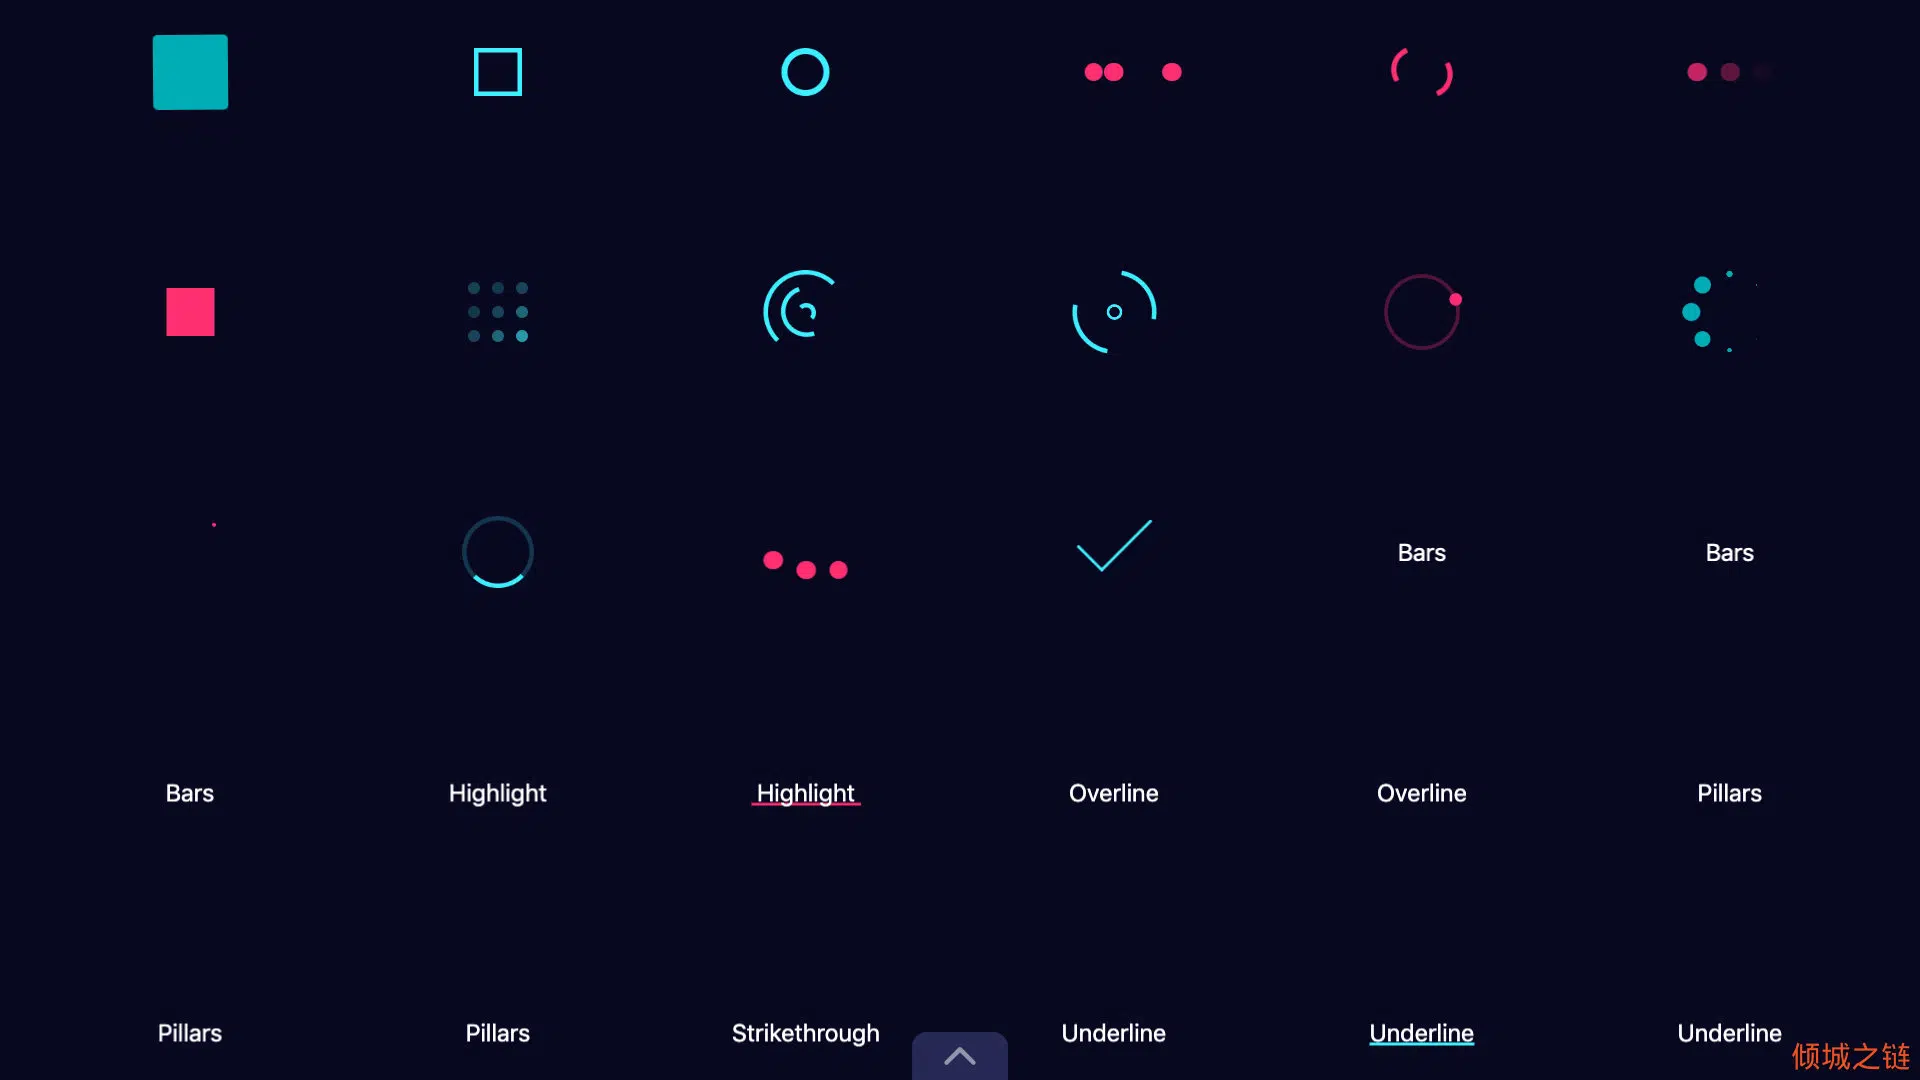 Bars
Bars
Bars
Highlight
Highlight
Overline
Overline
Pillars
Pillars
Pillars
Strikethrough
Underline
Underline
Underline
倾城之链